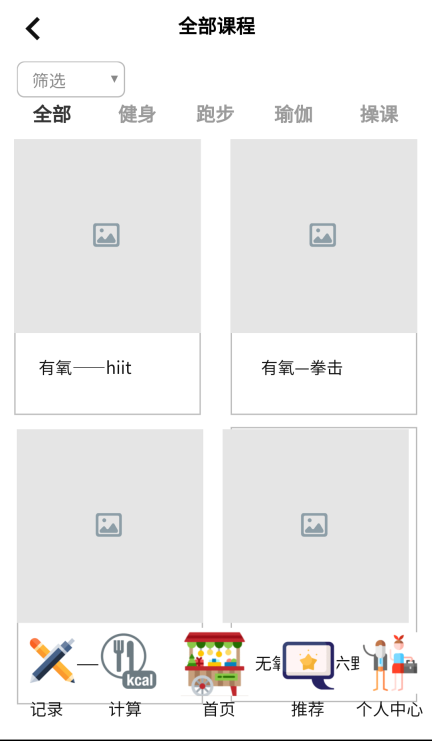 全部课程
筛选
全部 健身 跑步 瑜伽 操课
有氧——hiit
有氧—拳击
—
无氧
kcal
记录 计算 首页 推荐 个人中心